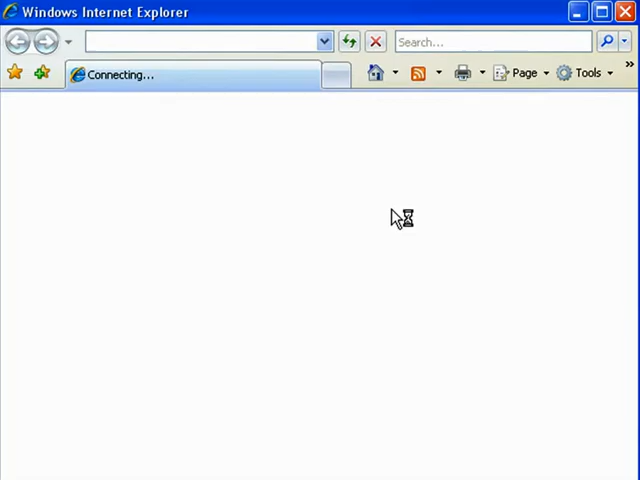 Windows Internet Explorer
Search...
Connecting...
Page
Tools
»